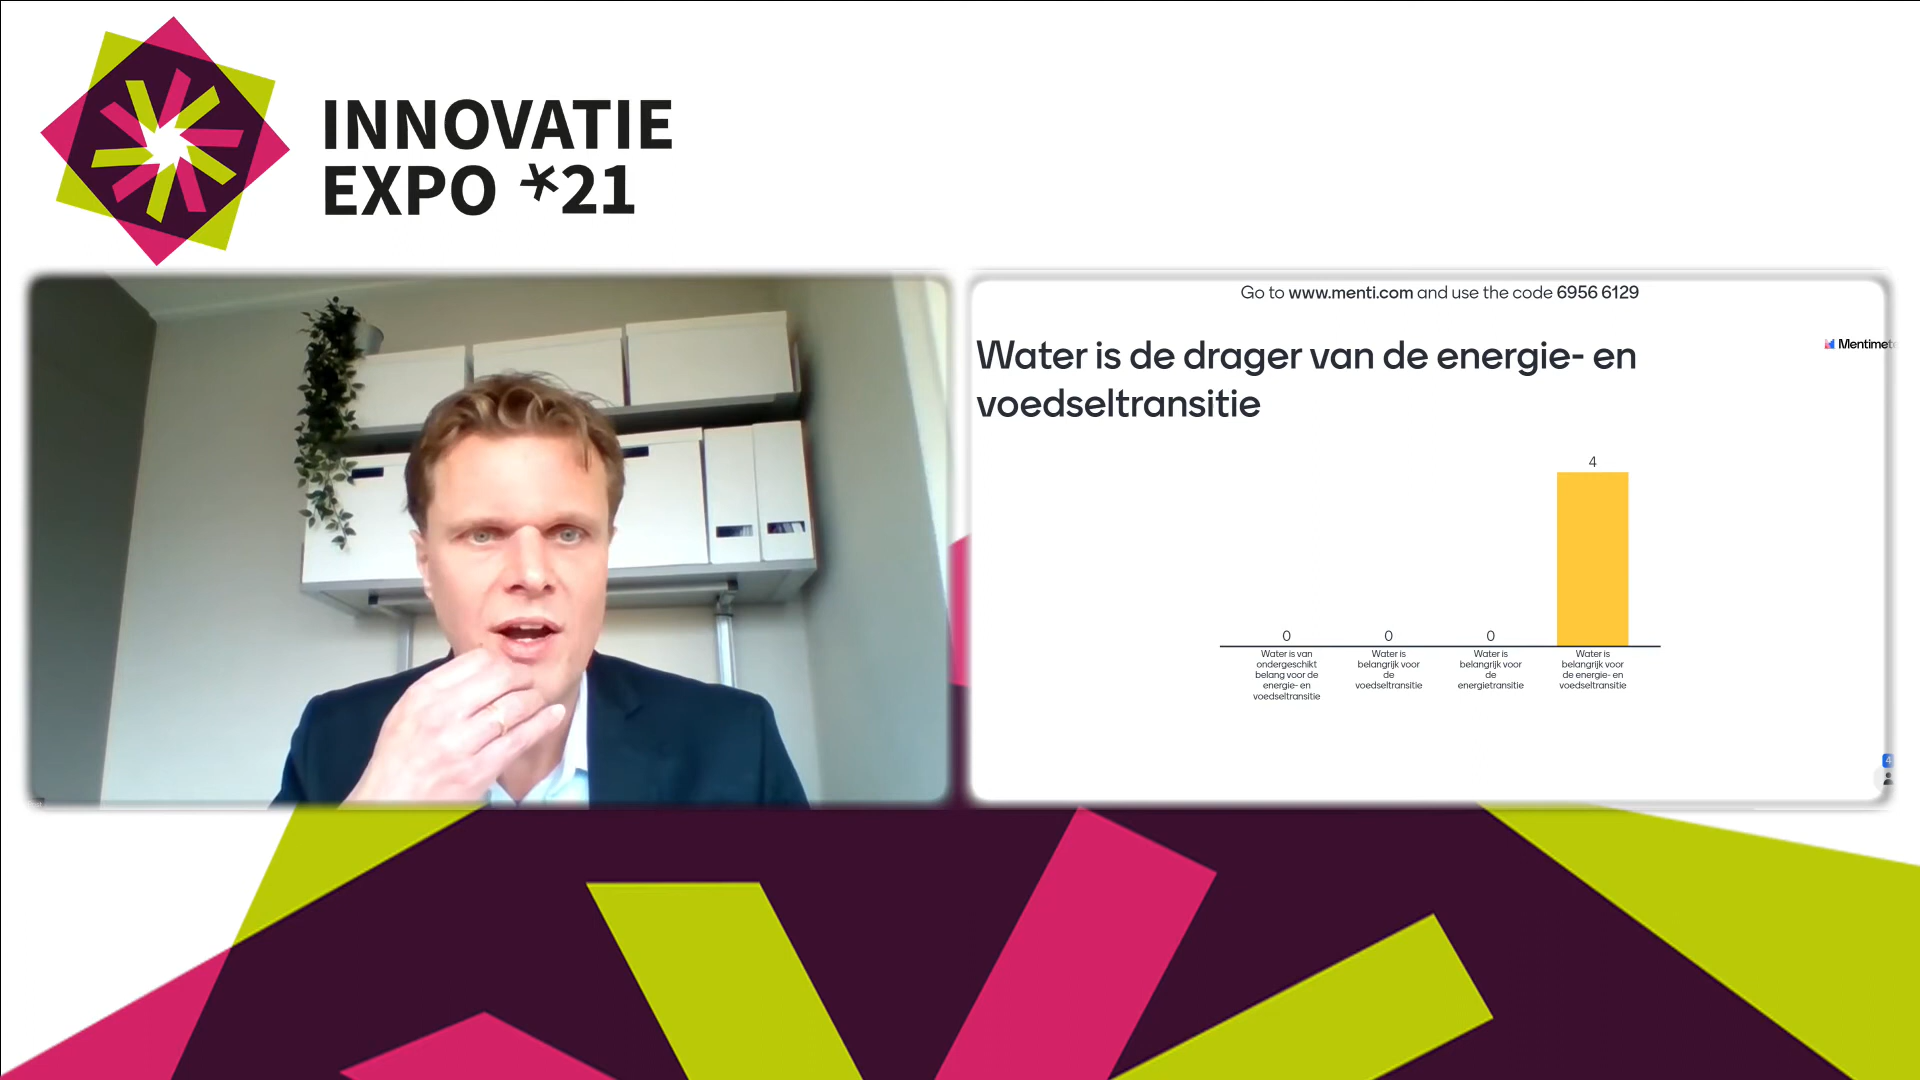 INNOVATIE
EXPO *21
Go to www.menti.com and use the code 6956 6129
Mentimet
Water is de drager van de energie- en
voedseltransitie
4
0
0
0
Water is van
ondergeschikt
belang voor de
energie- en
voedseltransitie
Water is
belangrijk voor
de
voedseltransitie
Water is
belangrijk voor
de
energietransitie
Water is
belangrijk voor
de energie- en
voedseltransitie
4